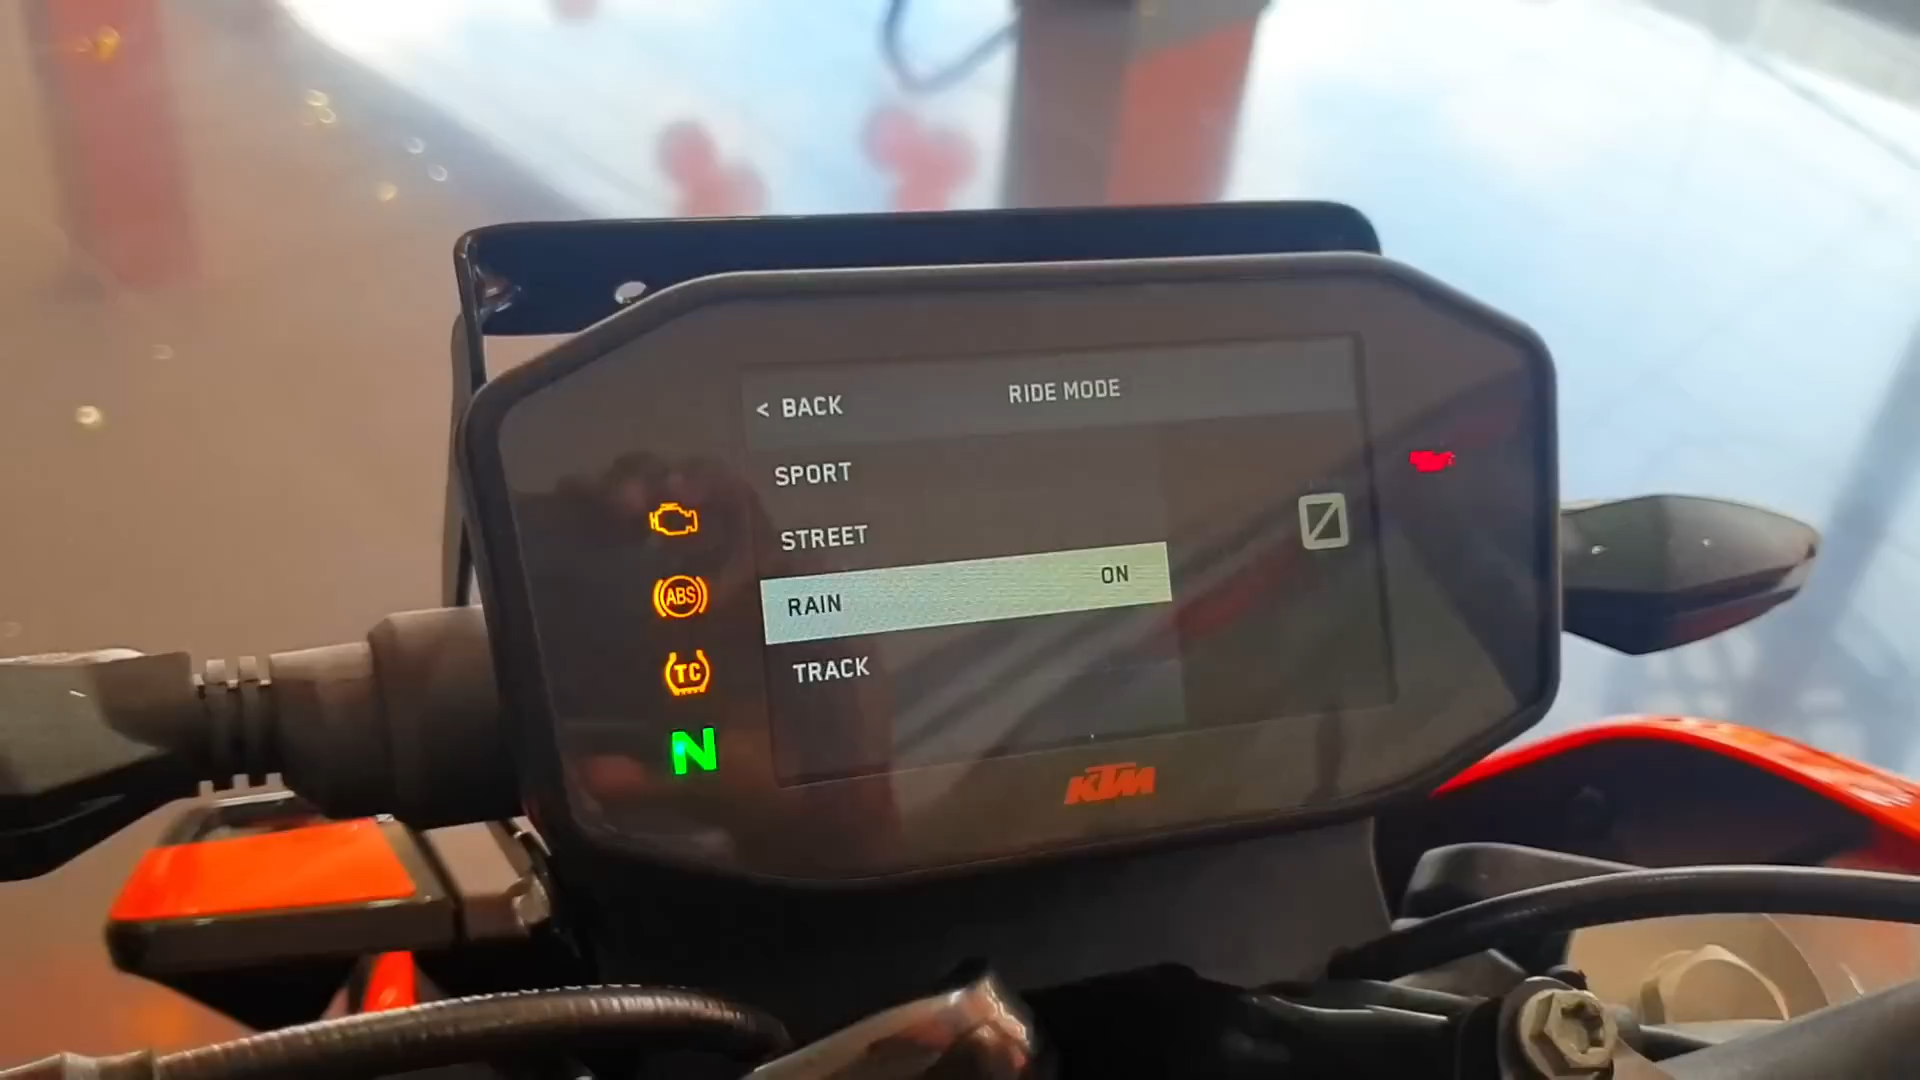 < BACK
RIDE MODE
SPORT
STREET
RAIN ON
TRACK
ABS
TC
N
KTM